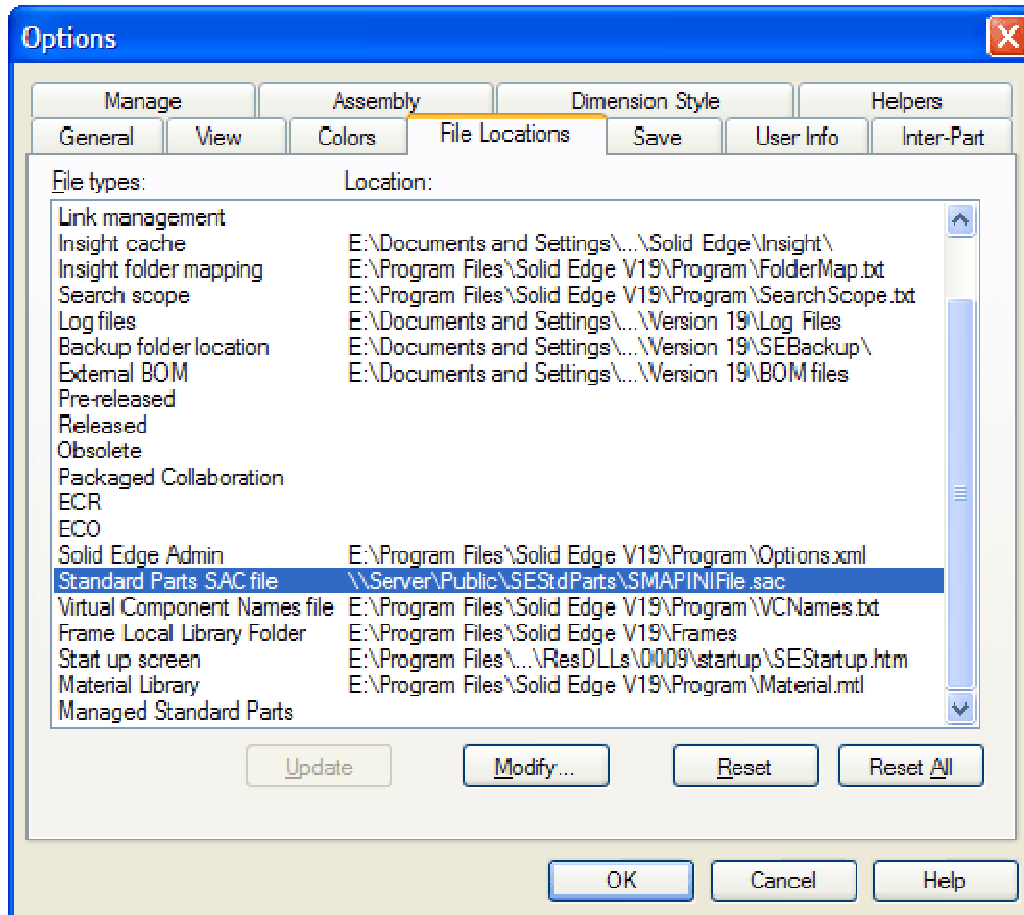 Options
Manage Assembly Dimension Style Helpers
General View Colors File Locations Save User Info Inter-Part
File types: Location:
Link management
Insight cache E:\Documents and Settings\...\Solid Edge\Insight\
Insight folder mapping E:\Program Files\Solid Edge V19\Program\FolderMap.txt
Search scope E:\Program Files\Solid Edge V19\Program\SearchScope.txt
Log files E:\Documents and Settings\...\Version 19\Log Files
Backup folder location E:\Documents and Settings\...\Version 19\SEBackup\
External BOM E:\Documents and Settings\...\Version 19\BOM files
Pre-released
Released
Obsolete
Packaged Collaboration
ECR
ECO
Solid Edge Admin E:\Program Files\Solid Edge V19\Program\Options.xml
Standard Parts SAC file \\Server\Public\SEStdParts\SMAPINIFile.sac
Virtual Component Names file E:\Program Files\Solid Edge V19\Program\VCNames.txt
Frame Local Library Folder E:\Program Files\Solid Edge V19\Frames
Start up screen E:\Program Files\...\ResDLLs\0009\startup\SEStartup.htm
Material Library E:\Program Files\Solid Edge V19\Program\Material.mtl
Managed Standard Parts
Update Modify... Reset Reset All
OK Cancel Help